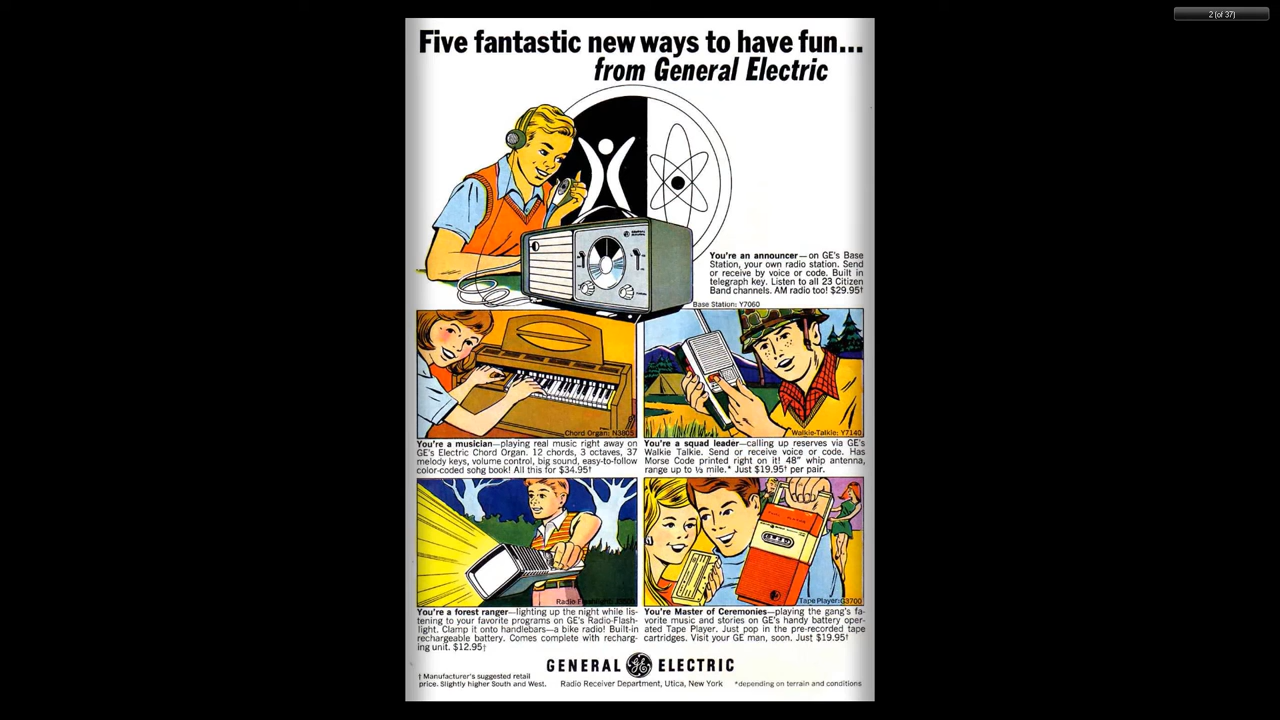 2 (of 37)
Five fantastic new ways to have fun...
from General Electric
You're an announcer—on GE's Base
Station, your own radio station. Send
or receive by voice or code. Built in
telegraph key. Listen to all 23 Citizen
Band channels. AM radio too! $29.95†
Base Station: Y7060
Chord Organ: N3805
Walkie-Talkie: Y7140
You're a musician—playing real music right away on
GE's Electric Chord Organ. 12 chords, 3 octaves, 37
melody keys, volume control, big sound, easy-to-follow
color-coded song book! All this for $34.95†
You're a squad leader—calling up reserves via GE's
Walkie Talkie. Send or receive voice or code. Has
Morse Code printed right on it! 48" whip antenna,
range up to ⅓ mile.* Just $19.95† per pair.
Radio Flashlight:
Tape Player: G3700
You're a forest ranger—lighting up the night while lis-
tening to your favorite programs on GE's Radio-Flash-
light. Clamp it onto handlebars—a bike radio! Built-in
rechargeable battery. Comes complete with recharg-
ing unit. $12.95†
You're Master of Ceremonies—playing the gang's fa-
vorite music and stories on GE's handy battery oper-
ated Tape Player. Just pop in the pre-recorded tape
cartridges. Visit your GE man, soon. Just $19.95†
GENERAL GE ELECTRIC
† Manufacturer's suggested retail
price. Slightly higher South and West.
Radio Receiver Department, Utica, New York
*depending on terrain and conditions